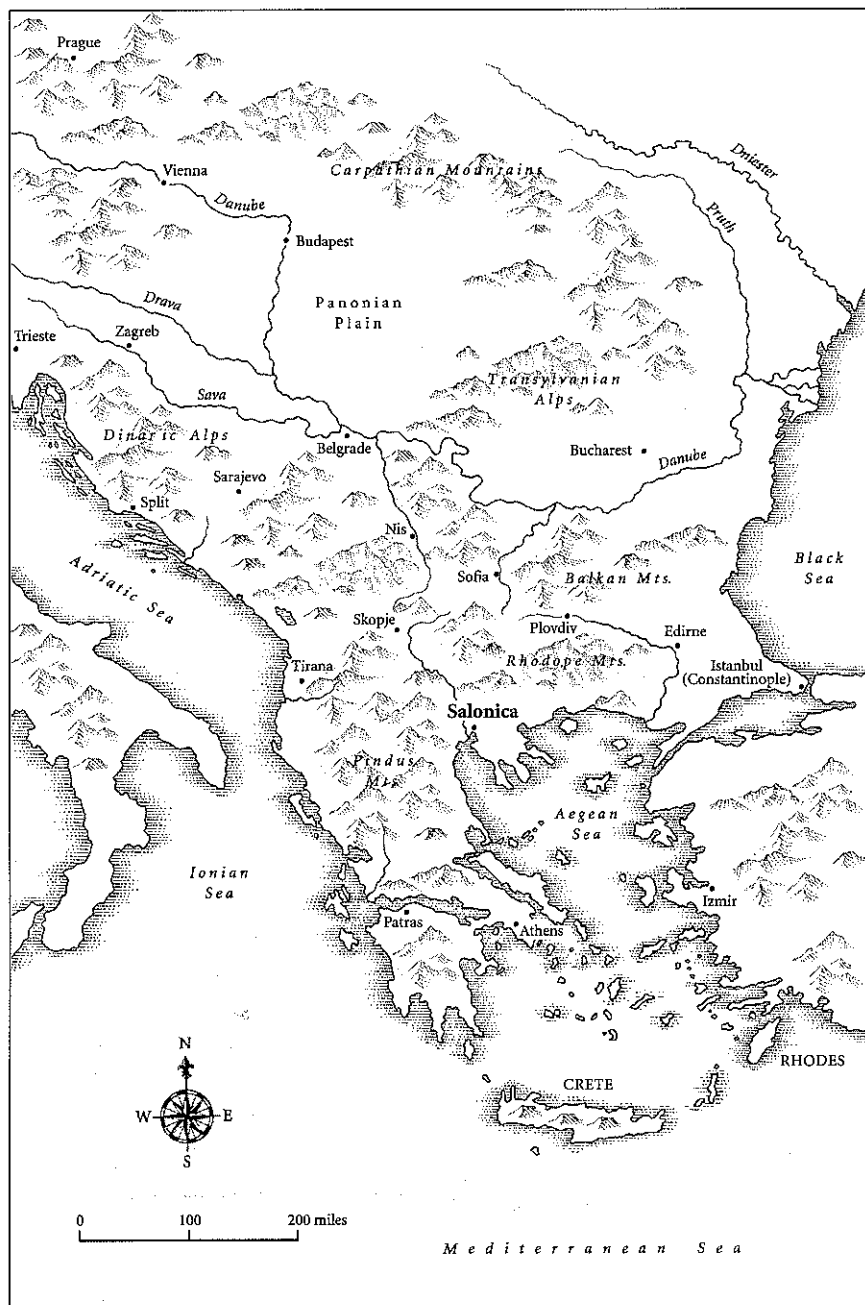 Prague
Carpathian Mountains
Dniester
Vienna
Danube
Pruth
Budapest
Drava
Panonian
Plain
Trieste
Zagreb
Transylvanian
Alps
Sava
Dinaric Alps
Belgrade
Bucharest
Danube
Sarajevo
Split
Nis
Black
Sea
Adriatic Sea
Sofia
Balkan Mts.
Skopje
Plovdiv
Edirne
Rhodope Mts.
Istanbul
(Constantinople)
Tirana
Salonica
Pindus
Mts.
Aegean
Sea
Ionian
Sea
Izmir
Patras
Athens
N
W
E
S
CRETE
RHODES
0
100
200 miles
Mediterranean Sea